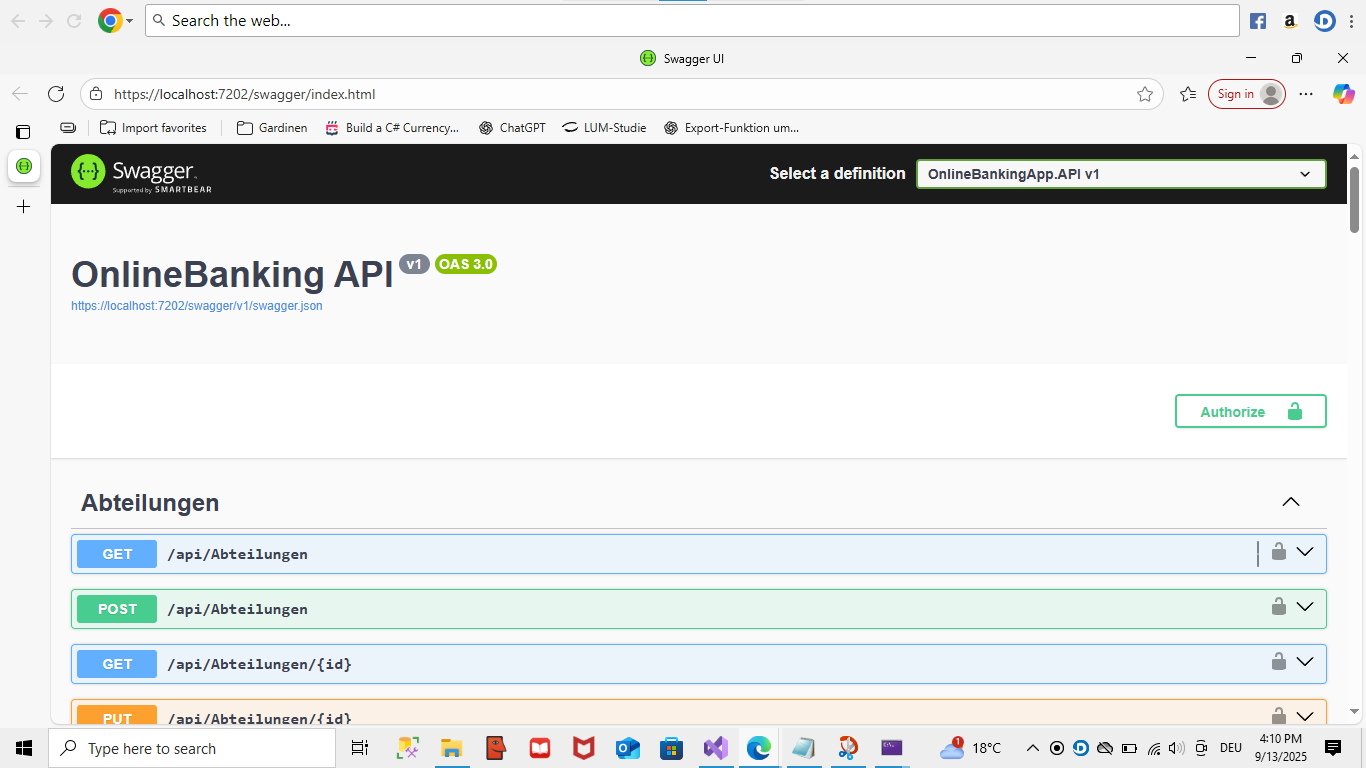 Search the web...
Swagger UI
https://localhost:7202/swagger/index.html
Sign in
Import favorites
Gardinen
Build a C# Currency...
ChatGPT
LUM-Studie
Export-Funktion um...
Swagger
Supported by SMARTBEAR
Select a definition
OnlineBankingApp.API v1
OnlineBanking API v1 OAS 3.0
https://localhost:7202/swagger/v1/swagger.json
Authorize
Abteilungen
GET /api/Abteilungen
POST /api/Abteilungen
GET /api/Abteilungen/{id}
PUT /api/Abteilungen/{id}
Type here to search
1
18°C
DEU
4:10 PM
9/13/2025